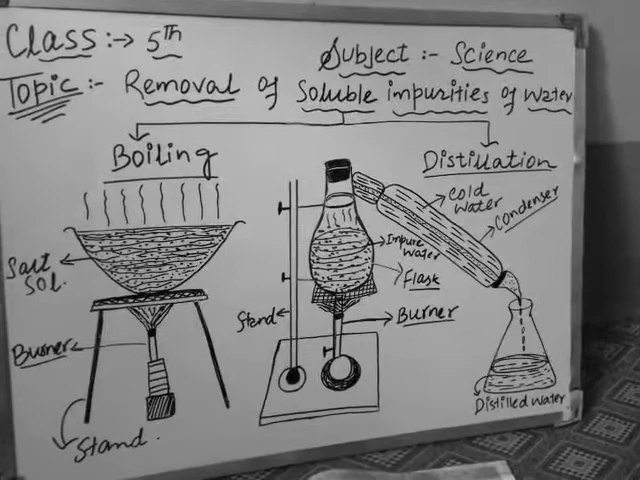 Class :→ 5th
Subject :- Science
Topic :- Removal of Soluble impurities of Water
Boiling
Distillation
Salt
Sol.
Burner
Stand.
Cold
Water
Condenser
Impure
Water
Flask
Stand
Burner
Distilled Water